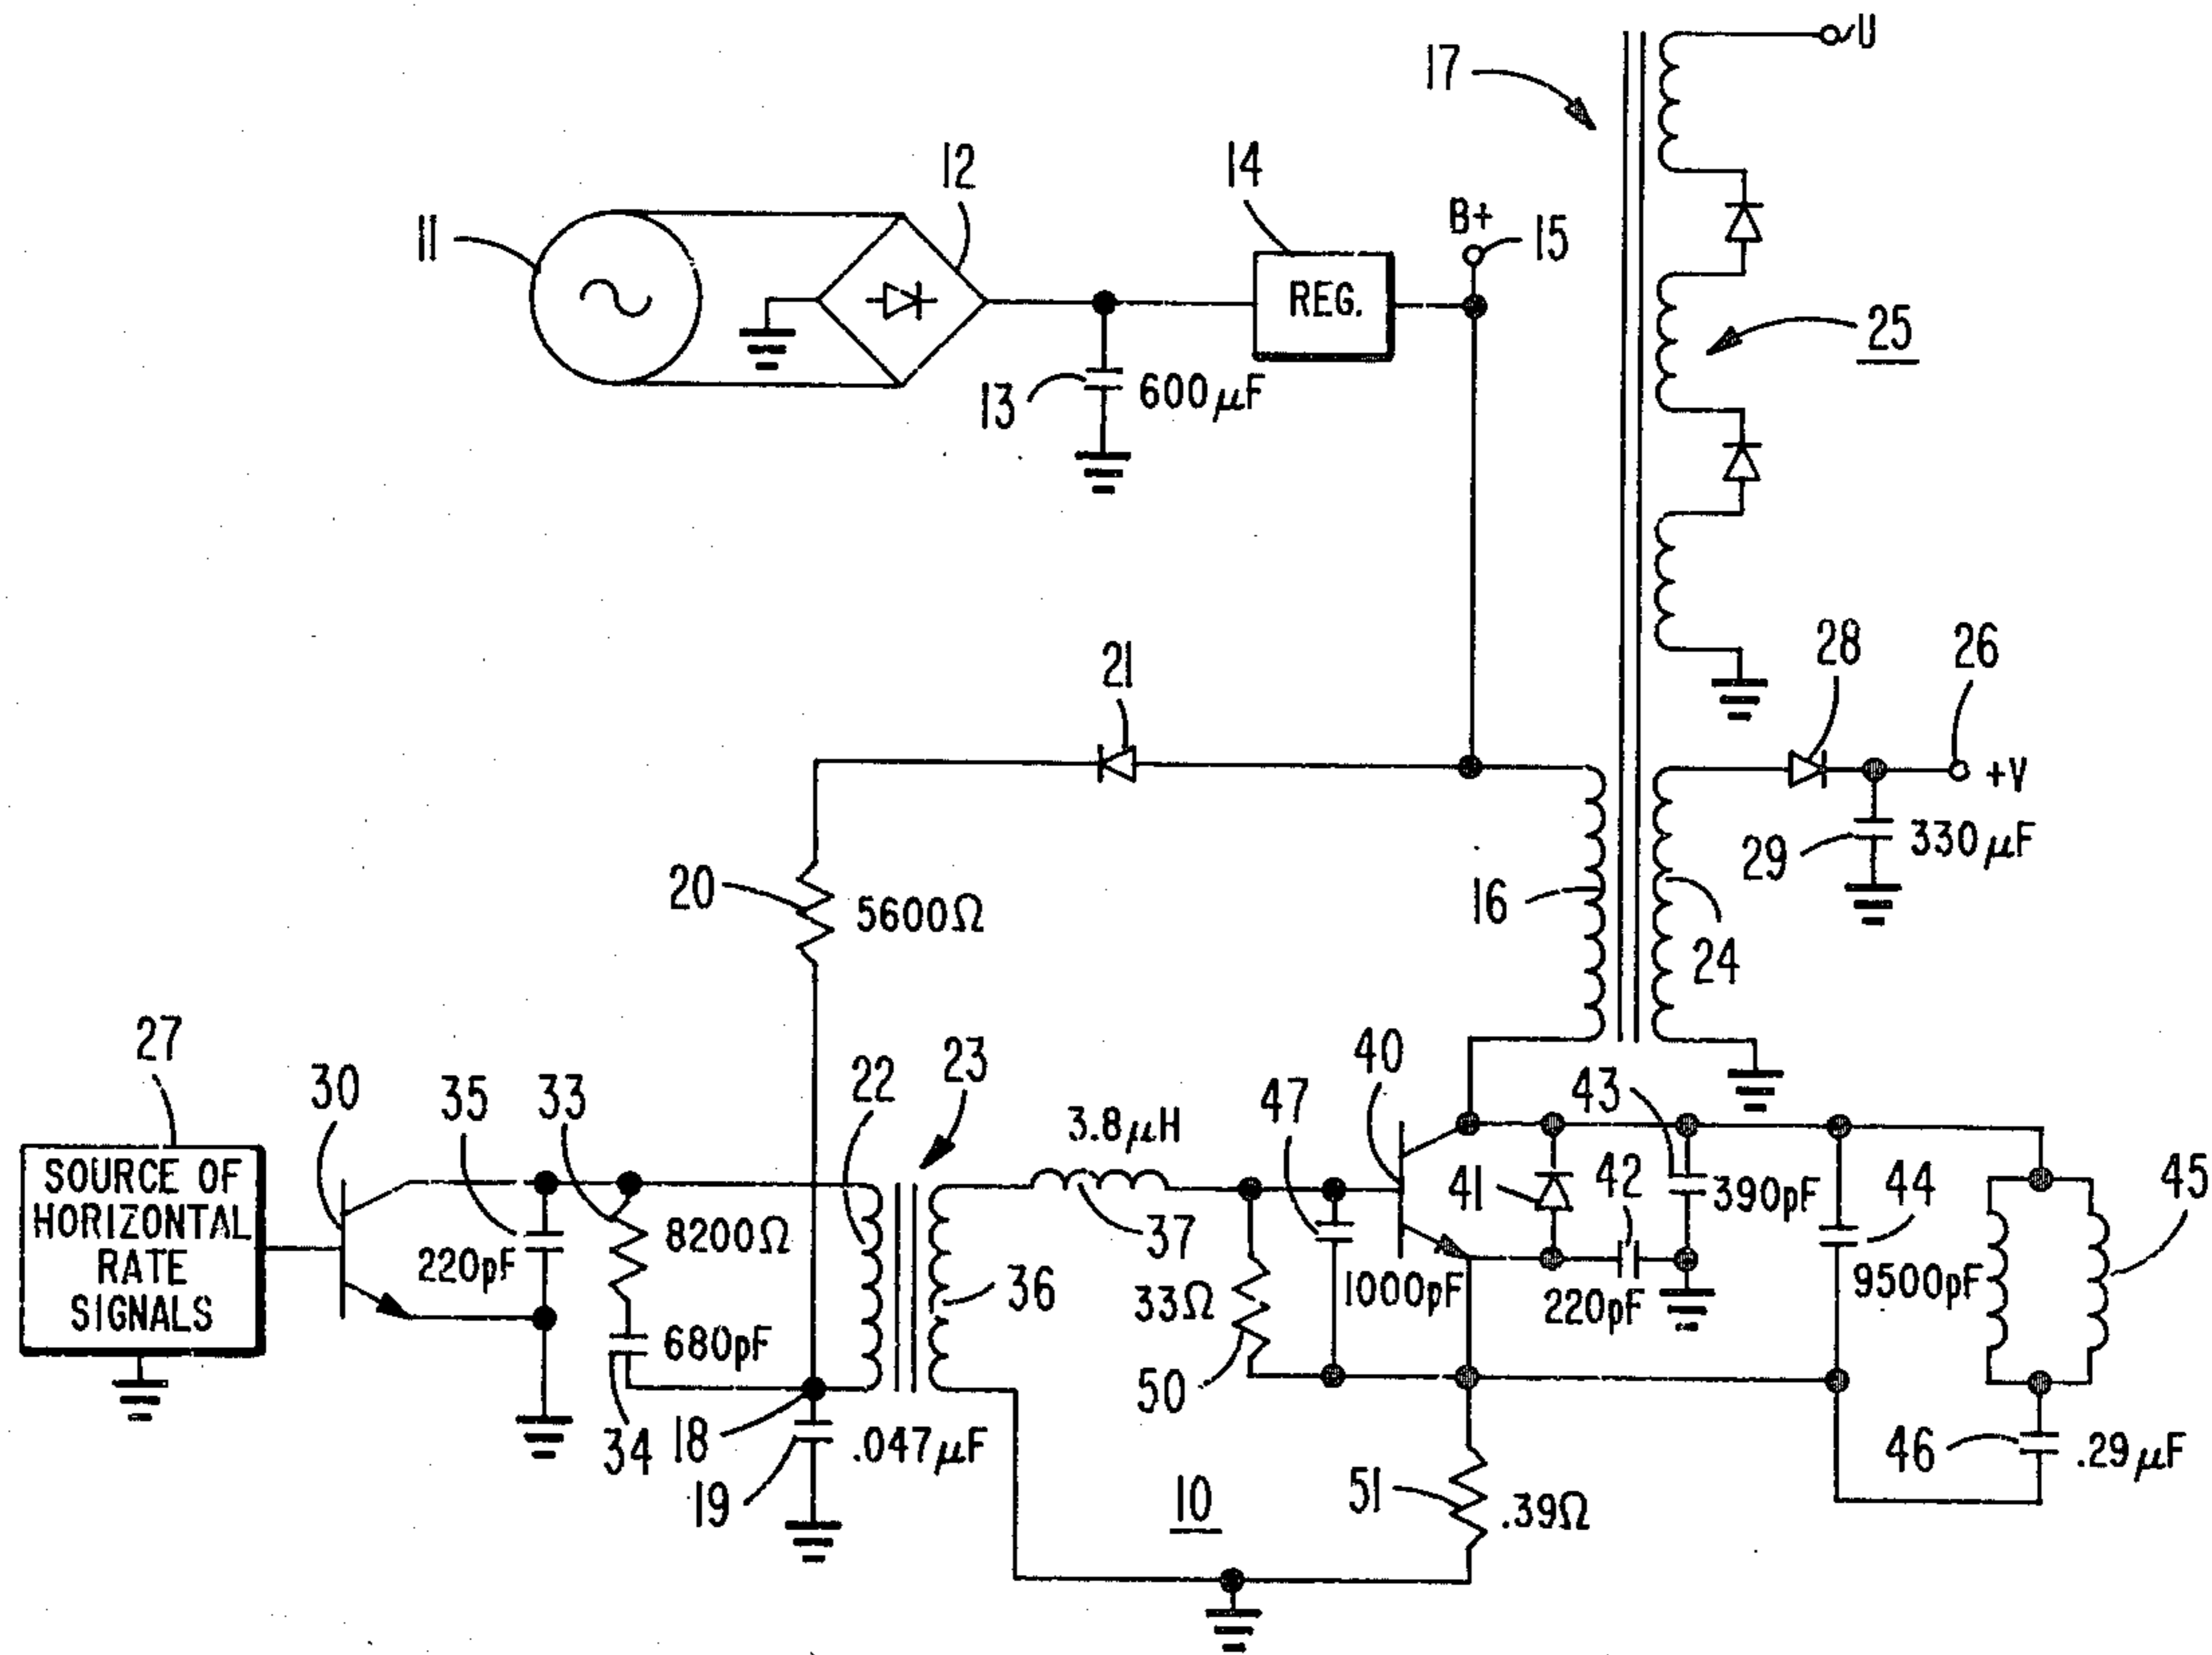 U
17
12
14
B+
15
11
REG.
25
13
600µF
28
26
21
+V
29
330µF
20
5600Ω
16
24
27
30
35
33
22
23
40
43
3.8µH
47
SOURCE OF
HORIZONTAL
RATE
SIGNALS
8200Ω
37
41
42
390pF
44
45
220pF
36
33Ω
1000pF
220pF
9500pF
680pF
50
34
18
.047µF
46
.29µF
19
10
51
.39Ω